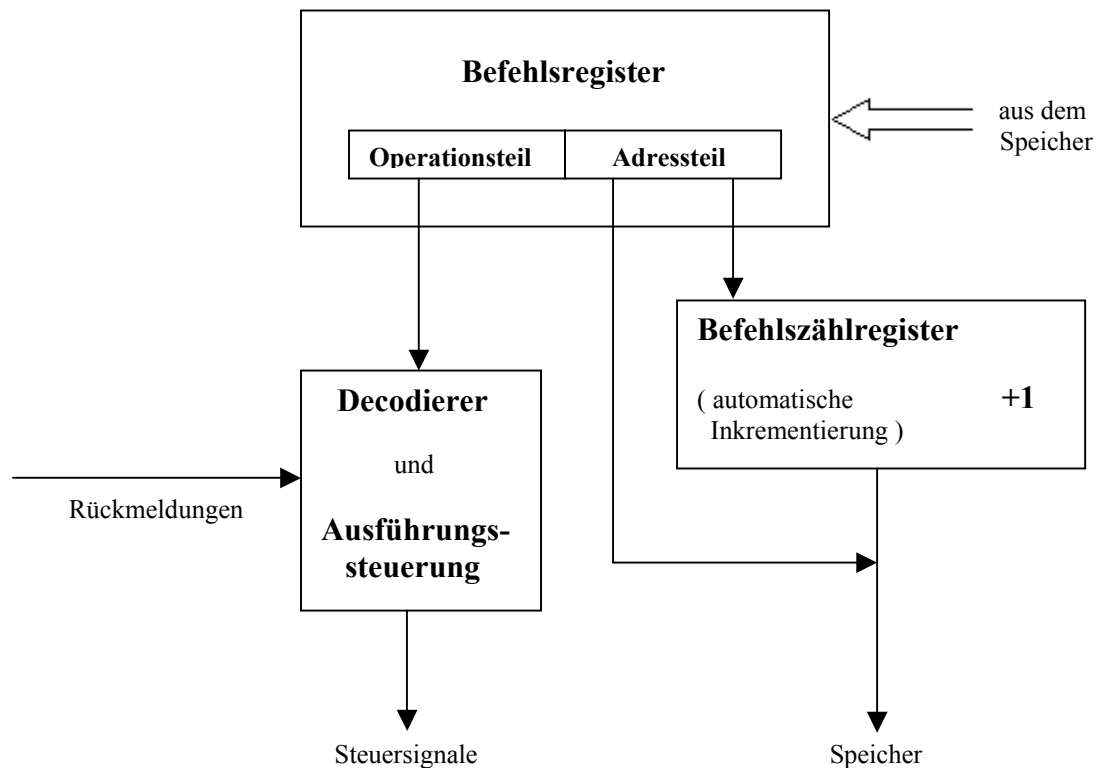 Befehlsregister
aus dem
Speicher
Operationsteil
Adressteil
Befehlszählregister
( automatische
+1
Inkrementierung )
Decodierer
und
Ausführungs-
steuerung
Rückmeldungen
Steuersignale
Speicher